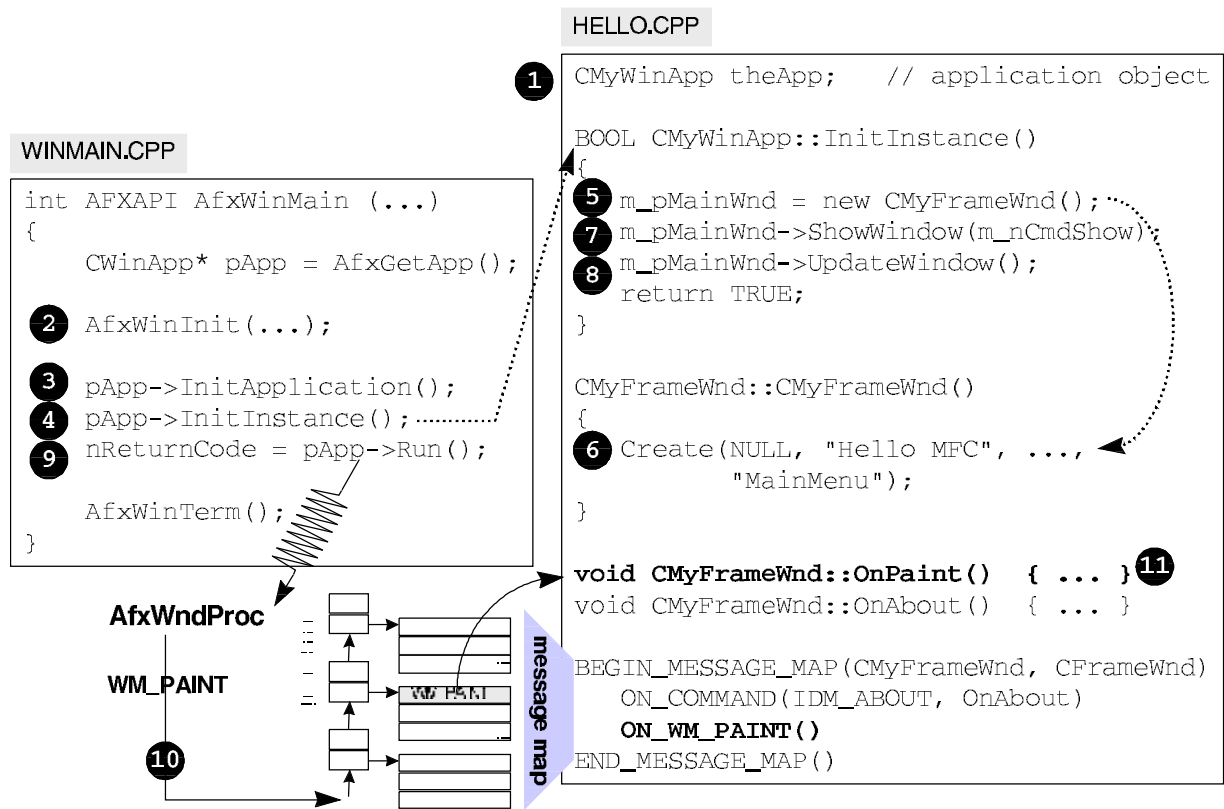 HELLO.CPP
1 CMyWinApp theApp;   // application object
BOOL CMyWinApp::InitInstance()
{
5 m_pMainWnd = new CMyFrameWnd();
7 m_pMainWnd->ShowWindow(m_nCmdShow);
8 m_pMainWnd->UpdateWindow();
return TRUE;
}
CMyFrameWnd::CMyFrameWnd()
{
6 Create(NULL, "Hello MFC", ...,
"MainMenu");
}
void CMyFrameWnd::OnPaint()  { ... } 11
void CMyFrameWnd::OnAbout()  { ... }
BEGIN_MESSAGE_MAP(CMyFrameWnd, CFrameWnd)
ON_COMMAND(IDM_ABOUT, OnAbout)
ON_WM_PAINT()
END_MESSAGE_MAP()
WINMAIN.CPP
int AFXAPI AfxWinMain (...)
{
CWinApp* pApp = AfxGetApp();
2 AfxWinInit(...);
3 pApp->InitApplication();
4 pApp->InitInstance();
9 nReturnCode = pApp->Run();
AfxWinTerm();
}
AfxWndProc
WM_PAINT
10
WM_PAINT
message map